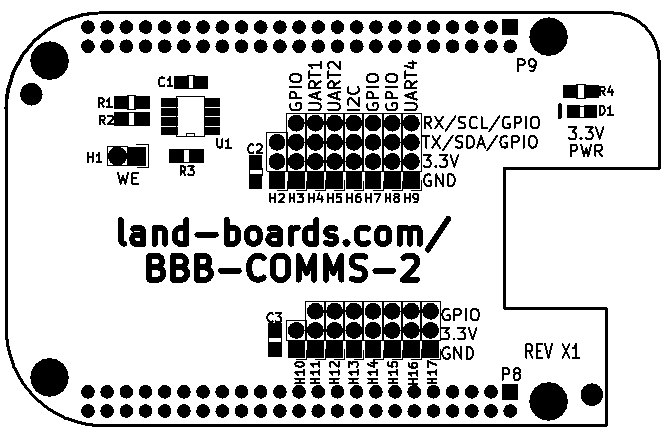 P9
C1
GPIO
UART1
UART2
I2C
GPIO
GPIO
UART4
R4
R1
D1
R2
RX/SCL/GPIO
3.3V
PWR
U1
TX/SDA/GPIO
C2
H1
3.3V
R3
WE
GND
H2 H3 H4 H5 H6 H7 H8 H9
land-boards.com/
BBB-COMMS-2
C3
GPIO
3.3V
GND
REV X1
H10 H11 H12 H13 H14 H15 H16 H17
P8